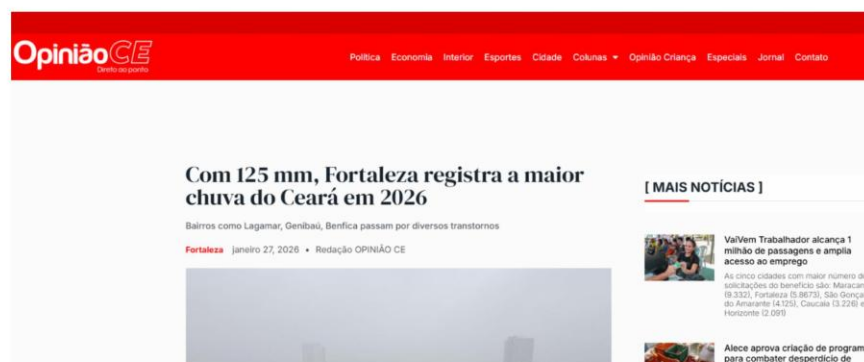 OpiniãoCE
Direto ao ponto
Política Economia Interior Esportes Cidade Colunas Opinião Criança Especiais Jornal Contato
Com 125 mm, Fortaleza registra a maior
chuva do Ceará em 2026
Bairros como Lagamar, Genibaú, Benfica passam por diversos transtornos
Fortaleza janeiro 27, 2026 • Redação OPINIÃO CE
[ MAIS NOTÍCIAS ]
VaiVem Trabalhador alcança 1
milhão de passagens e amplia
acesso ao emprego
As cinco cidades com maior número de
solicitações do benefício são: Maracan
(9.332), Fortaleza (5.8673), São Gonça
do Amarante (4.125), Caucaia (3.226) e
Horizonte (2.091)
Alece aprova criação de program
para combater desperdício de